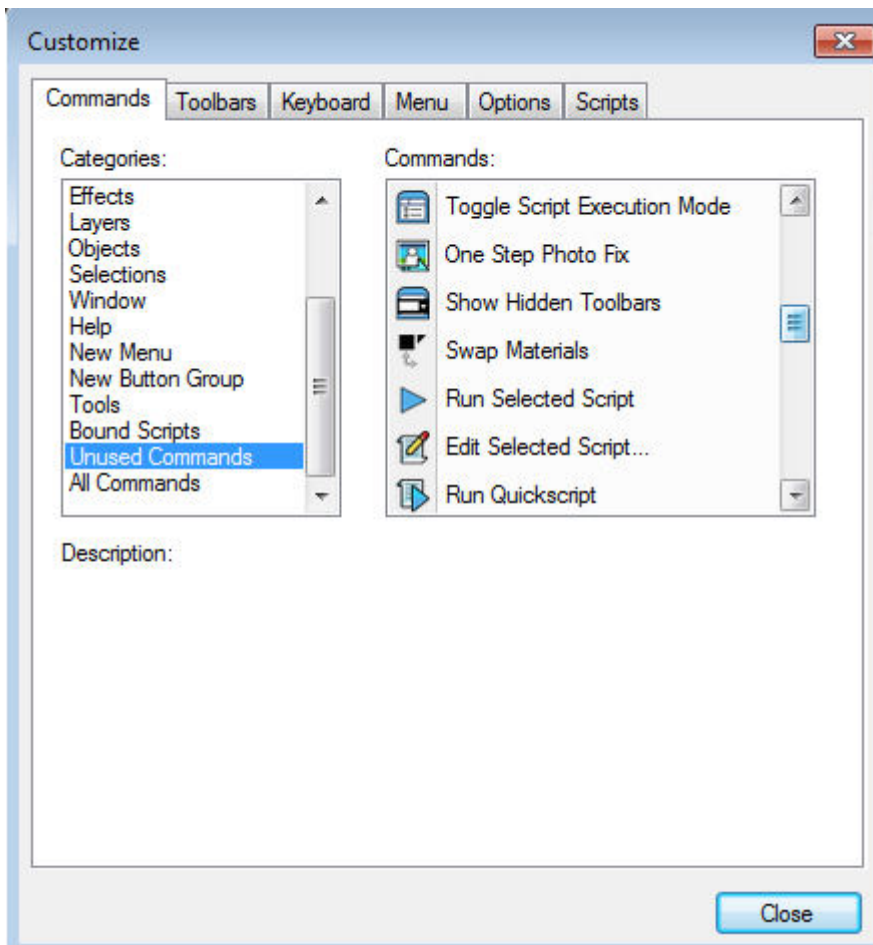 Customize
Commands Toolbars Keyboard Menu Options Scripts
Categories:
Effects
Layers
Objects
Selections
Window
Help
New Menu
New Button Group
Tools
Bound Scripts
Unused Commands
All Commands
Commands:
Toggle Script Execution Mode
One Step Photo Fix
Show Hidden Toolbars
Swap Materials
Run Selected Script
Edit Selected Script...
Run Quickscript
Description:
Close